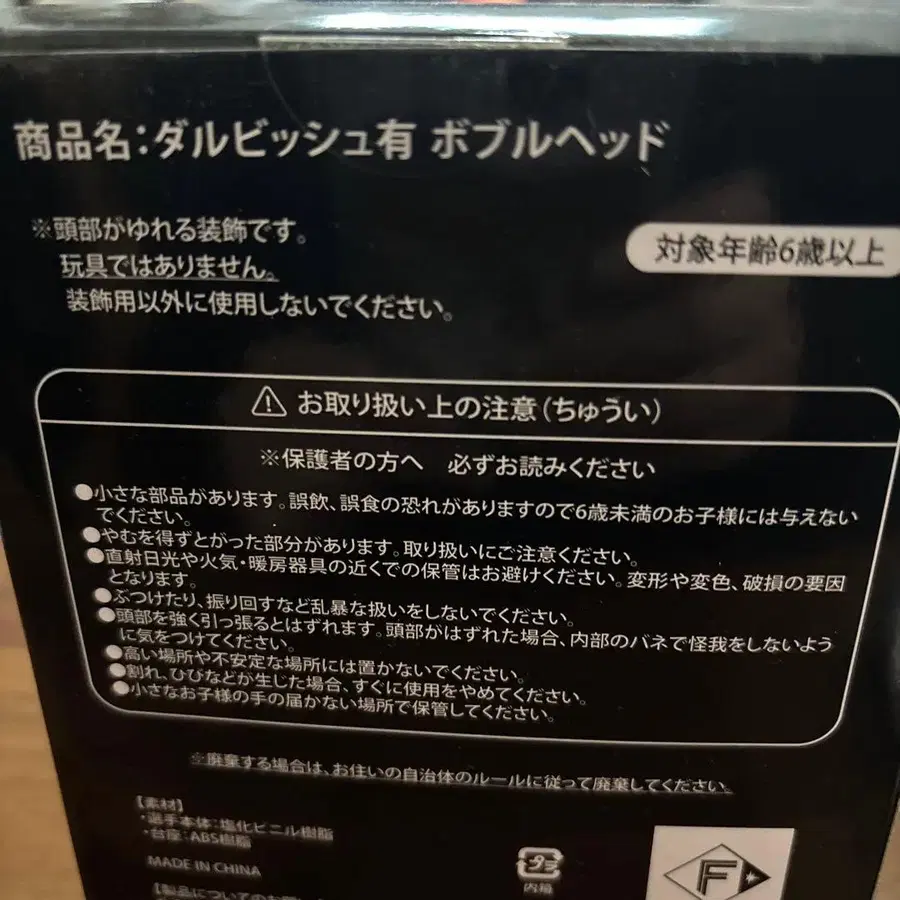 商品名:ダルビッシュ有 ボブルヘッド
※頭部がゆれる装飾です。
玩具ではありません。
装飾用以外に使用しないでください。
対象年齢6歳以上
⚠ お取り扱い上の注意(ちゅうい)
※保護者の方へ 必ずお読みください
●小さな部品があります。誤飲、誤食の恐れがありますので6歳未満のお子様には与えない
でください。
●やむを得ずとがった部分があります。取り扱いにご注意ください。
●直射日光や火気・暖房器具の近くでの保管はお避けください。変形や変色、破損の要因
となります。
●ぶつけたり、振り回すなど乱暴な扱いをしないでください。
●頭部を強く引っ張るとはずれます。頭部がはずれた場合、内部のバネで怪我をしないよう
に気をつけてください。
●高い場所や不安定な場所には置かないでください。
●割れ、ひびなどが生じた場合、すぐに使用をやめてください。
●小さなお子様の手の届かない場所で保管してください。
※廃棄する場合は、お住いの自治体のルールに従って廃棄してください。
【素材】
・選手本体:塩化ビニル樹脂
・台座:ABS樹脂
MADE IN CHINA
プラ
内箱
F
【製品についてのお